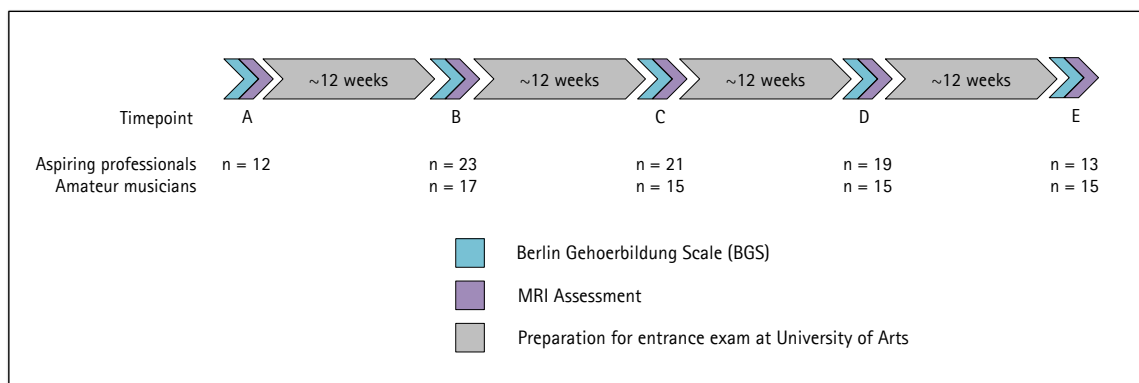 ~12 weeks ~12 weeks ~12 weeks ~12 weeks
Timepoint A B C D E
Aspiring professionals n = 12 n = 23 n = 21 n = 19 n = 13
Amateur musicians n = 17 n = 15 n = 15 n = 15
Berlin Gehoerbildung Scale (BGS)
MRI Assessment
Preparation for entrance exam at University of Arts